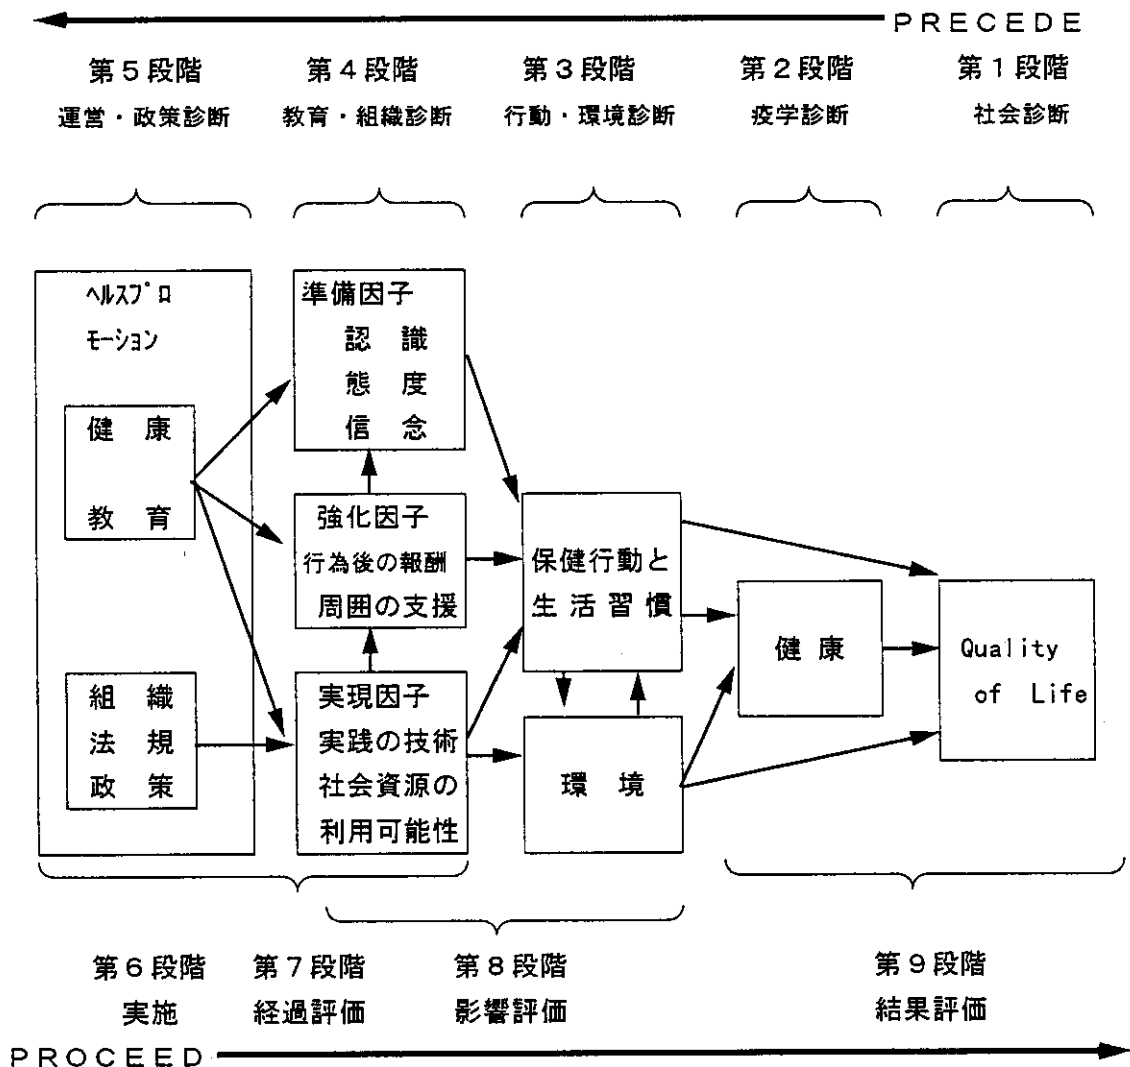 PRECEDE
第5段階 第4段階 第3段階 第2段階 第1段階
運営・政策診断 教育・組織診断 行動・環境診断 疫学診断 社会診断
ﾍﾙｽﾌﾟﾛ
ﾓｰｼｮﾝ
健 康
教 育
組 織
法 規
政 策
準備因子
認 識
態 度
信 念
強化因子
行為後の報酬
周囲の支援
実現因子
実践の技術
社会資源の
利用可能性
保健行動と
生活習慣
環 境
健 康
Quality
of Life
第6段階 第7段階 第8段階 第9段階
実施 経過評価 影響評価 結果評価
PROCEED